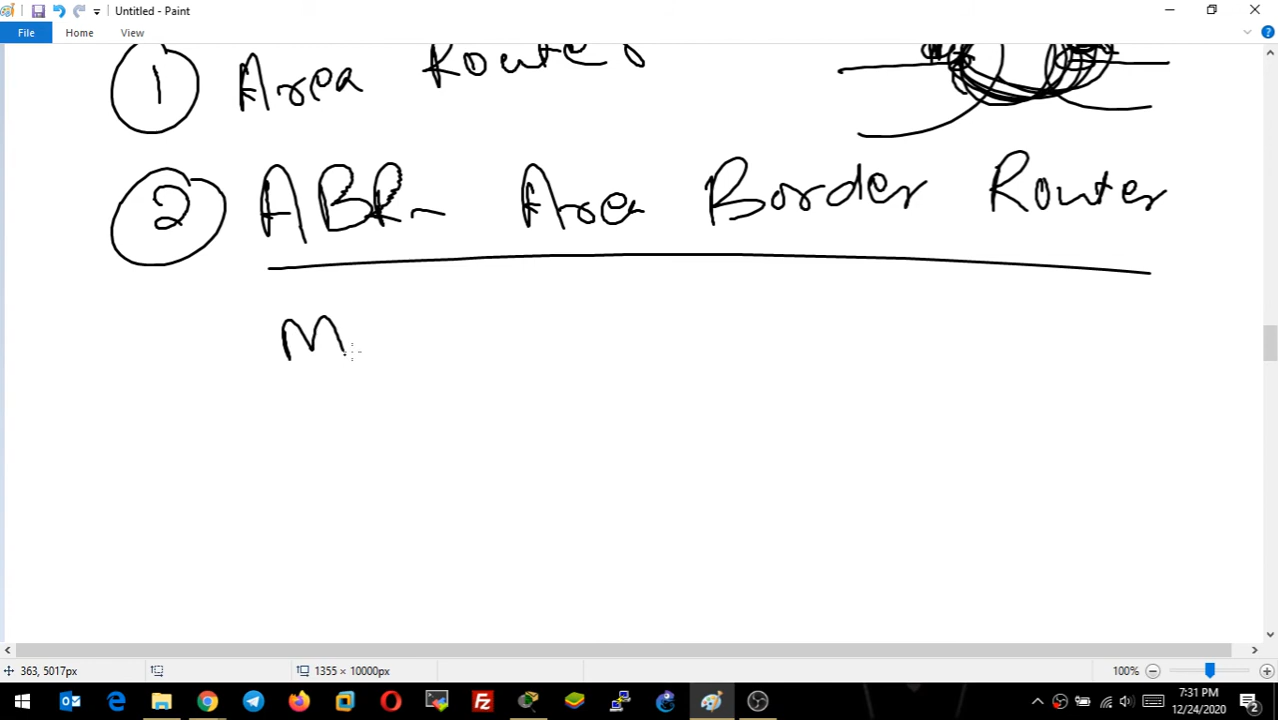 Untitled - Paint
File Home View
1 Area Router
2 ABR - Area Border Router
M
363, 5017px 1355 × 10000px 100%
7:31 PM
12/24/2020 2